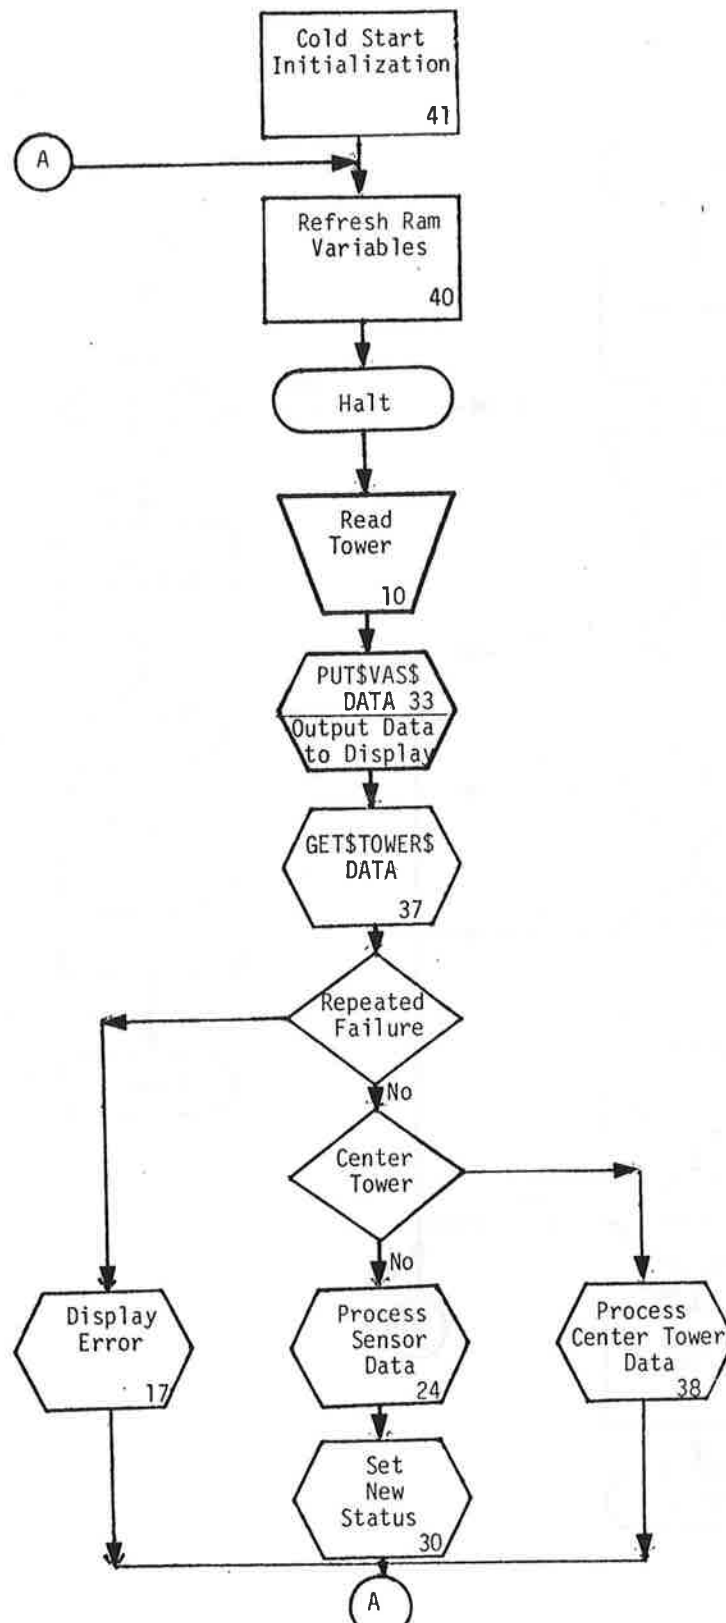 Cold Start
Initialization
41
A
Refresh Ram
Variables
40
Halt
Read
Tower
10
PUT$VAS$
DATA 33
Output Data
to Display
GET$TOWER$
DATA
37
Repeated
Failure
No
Center
Tower
No
Display
Error
17
Process
Sensor
Data
24
Process
Center Tower
Data
38
Set
New
Status
30
A